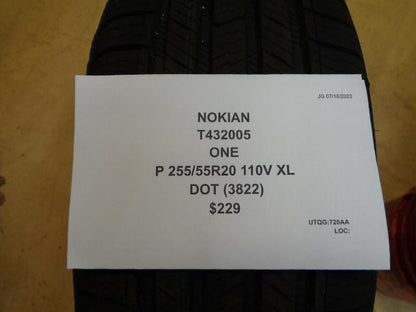 JG 07/18/2023
NOKIAN
T432005
ONE
P 255/55R20 110V XL
DOT (3822)
$229
UTQG:720AA
LOC: